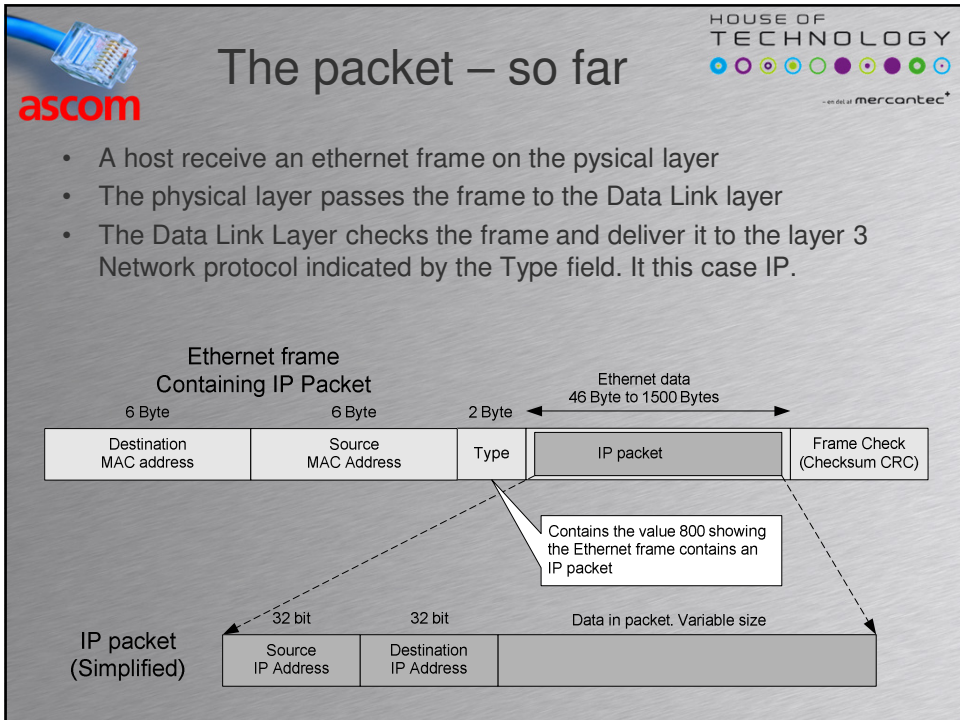 ascom
The packet – so far
HOUSE OF
TECHNOLOGY
- en del af mercantec+
• A host receive an ethernet frame on the pysical layer
• The physical layer passes the frame to the Data Link layer
• The Data Link Layer checks the frame and deliver it to the layer 3
Network protocol indicated by the Type field. It this case IP.
Ethernet frame
Containing IP Packet
6 Byte
6 Byte
2 Byte
Ethernet data
46 Byte to 1500 Bytes
Destination
MAC address
Source
MAC Address
Type
IP packet
Frame Check
(Checksum CRC)
Contains the value 800 showing
the Ethernet frame contains an
IP packet
IP packet
(Simplified)
32 bit
32 bit
Data in packet. Variable size
Source
IP Address
Destination
IP Address